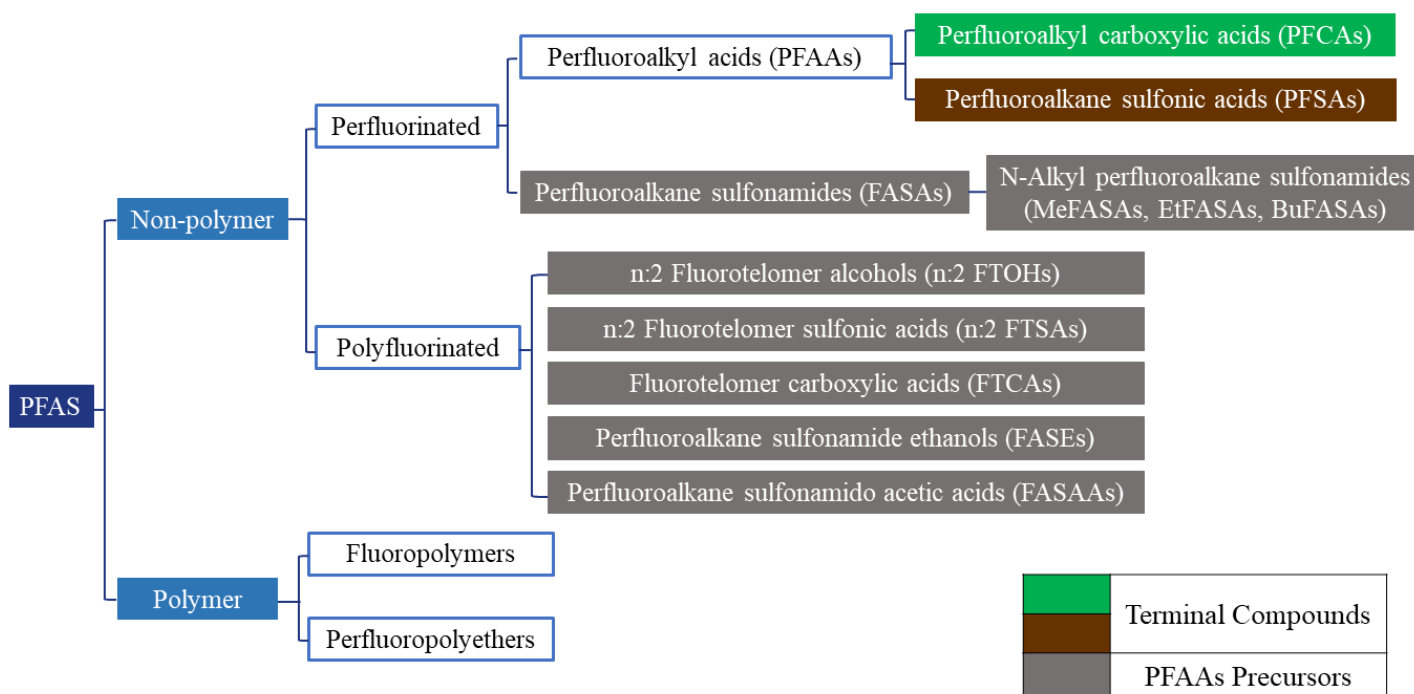 Perfluoroalkyl carboxylic acids (PFCAs)
Perfluoroalkyl acids (PFAAs)
Perfluoroalkane sulfonic acids (PFSAs)
Perfluorinated
Perfluoroalkane sulfonamides (FASAs)
N-Alkyl perfluoroalkane sulfonamides
(MeFASAs, EtFASAs, BuFASAs)
Non-polymer
n:2 Fluorotelomer alcohols (n:2 FTOHs)
n:2 Fluorotelomer sulfonic acids (n:2 FTSAs)
Polyfluorinated
Fluorotelomer carboxylic acids (FTCAs)
PFAS
Perfluoroalkane sulfonamide ethanols (FASEs)
Perfluoroalkane sulfonamido acetic acids (FASAAs)
Fluoropolymers
Polymer
Perfluoropolyethers
Terminal Compounds
PFAAs Precursors